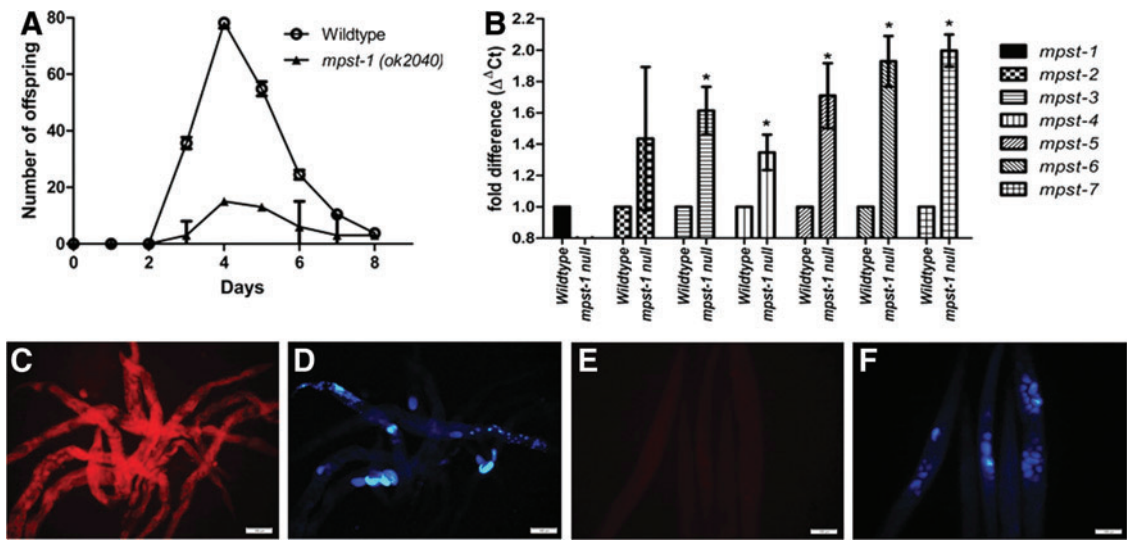 A
Number of offspring
80
60
40
20
0
0 2 4 6 8
Days
Wildtype
mpst-1 (ok2040)
B
fold difference (Δ^ΔCt)
2.2
2.0
1.8
1.6
1.4
1.2
1.0
0.8
* * * * *
Wildtype
mpst-1 null
Wildtype
mpst-1 null
Wildtype
mpst-1 null
Wildtype
mpst-1 null
Wildtype
mpst-1 null
Wildtype
mpst-1 null
Wildtype
mpst-1 null
mpst-1
mpst-2
mpst-3
mpst-4
mpst-5
mpst-6
mpst-7
C
D
E
F